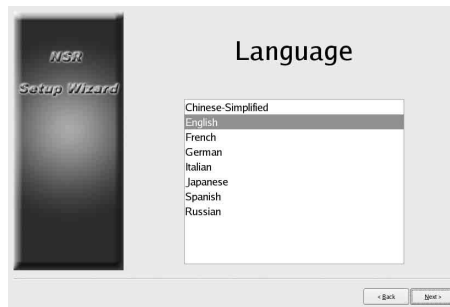 NSR
Setup Wizard
Language
Chinese-Simplified
English
French
German
Italian
Japanese
Spanish
Russian
< Back
Next >